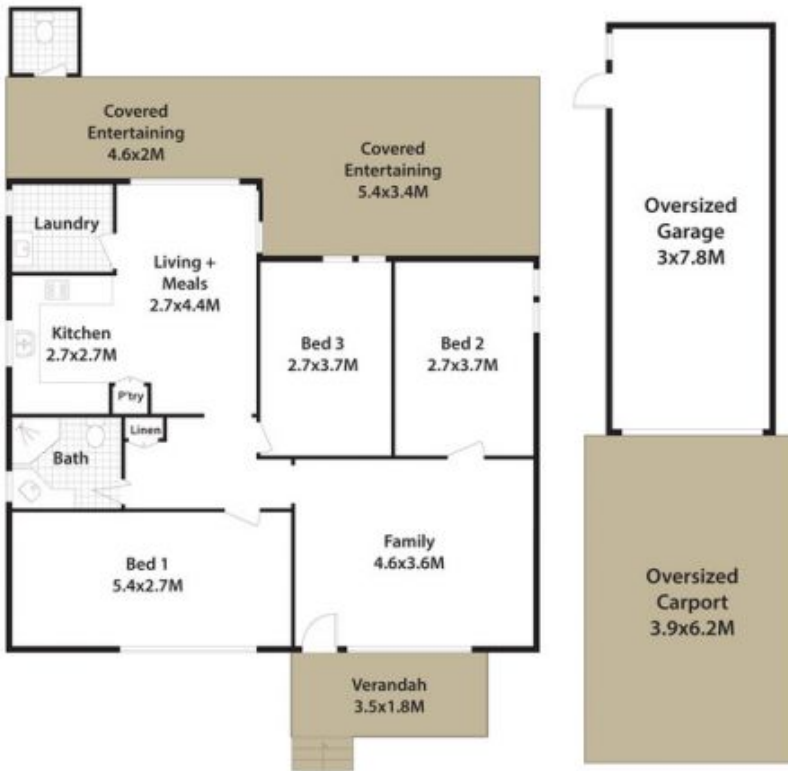 Covered
Entertaining
4.6x2M
Covered
Entertaining
5.4x3.4M
Laundry
Living +
Meals
2.7x4.4M
Kitchen
2.7x2.7M
P'try
Bed 3
2.7x3.7M
Bed 2
2.7x3.7M
Linen
Bath
Bed 1
5.4x2.7M
Family
4.6x3.6M
Verandah
3.5x1.8M
Oversized
Garage
3x7.8M
Oversized
Carport
3.9x6.2M